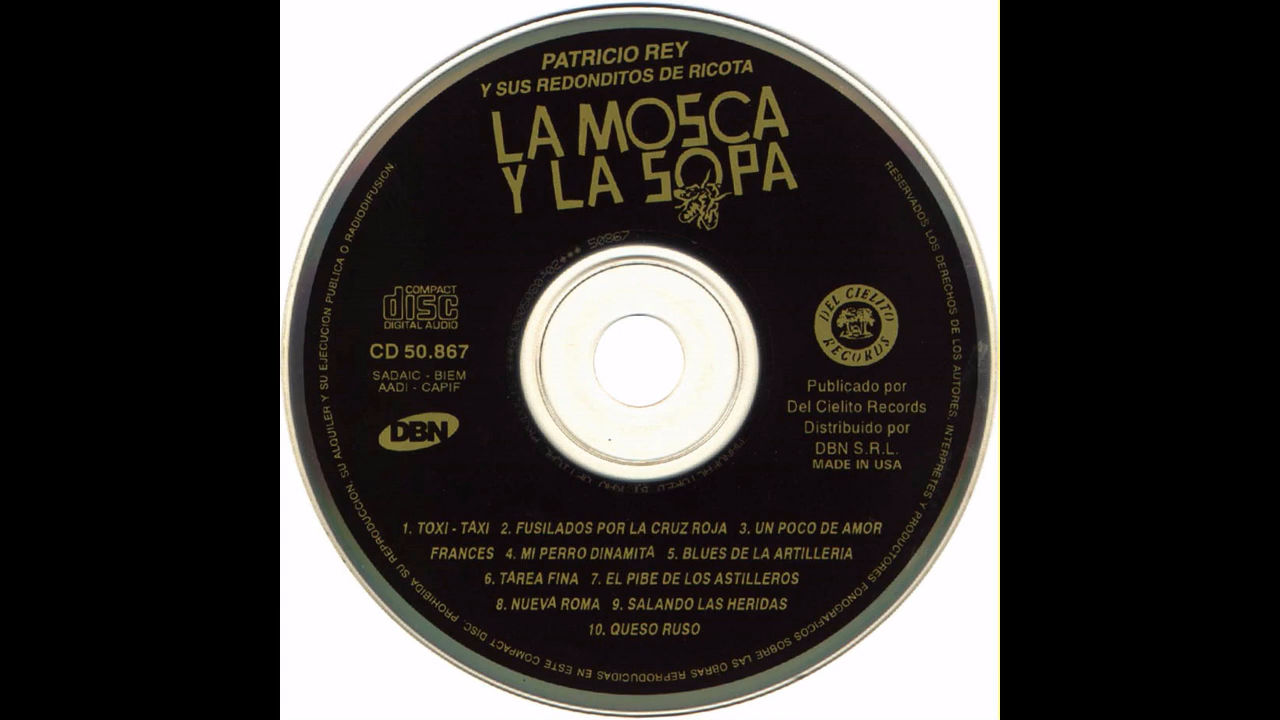 PATRICIO REY
Y SUS REDONDITOS DE RICOTA
LA MOSCA
Y LA SOPA
COMPACT
disc
DIGITAL AUDIO
CD 50.867
SADAIC - BIEM
AADI - CAPIF
DBN
DEL CIELITO
RECORDS
Publicado por
Del Cielito Records
Distribuido por
DBN S.R.L.
MADE IN USA
1. TOXI - TAXI 2. FUSILADOS POR LA CRUZ ROJA 3. UN POCO DE AMOR
FRANCES 4. MI PERRO DINAMITA 5. BLUES DE LA ARTILLERIA
6. TAREA FINA 7. EL PIBE DE LOS ASTILLEROS
8. NUEVA ROMA 9. SALANDO LAS HERIDAS
10. QUESO RUSO
RESERVADOS LOS DERECHOS DE LOS AUTORES, INTERPRETES Y PRODUCTORES FONOGRAFICOS SOBRE LAS OBRAS REPRODUCIDAS EN ESTE COMPACT DISC. PROHIBIDA SU REPRODUCCION, SU ALQUILER Y SU EJECUCION PUBLICA O RADIODIFUSION.
50867